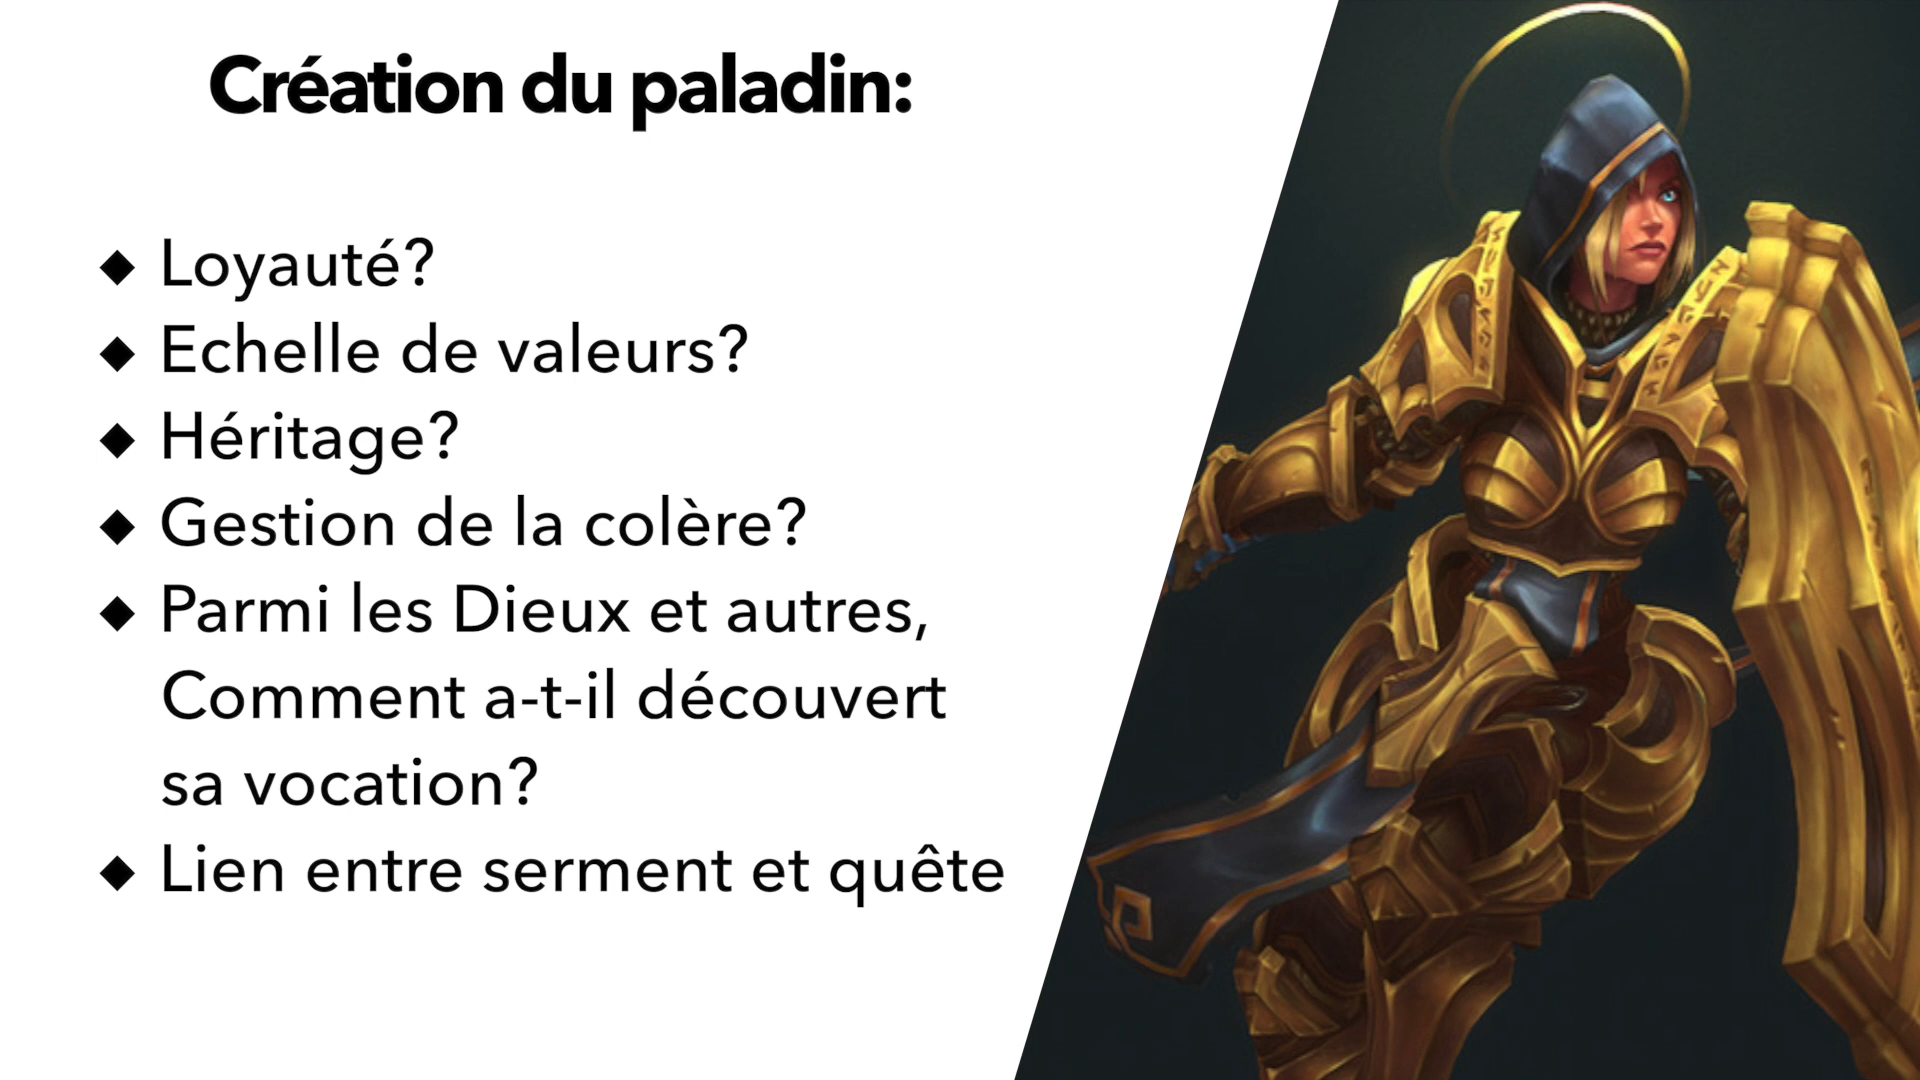 Création du paladin:
◆ Loyauté?
◆ Echelle de valeurs?
◆ Héritage?
◆ Gestion de la colère?
◆ Parmi les Dieux et autres,
Comment a-t-il découvert
sa vocation?
◆ Lien entre serment et quête